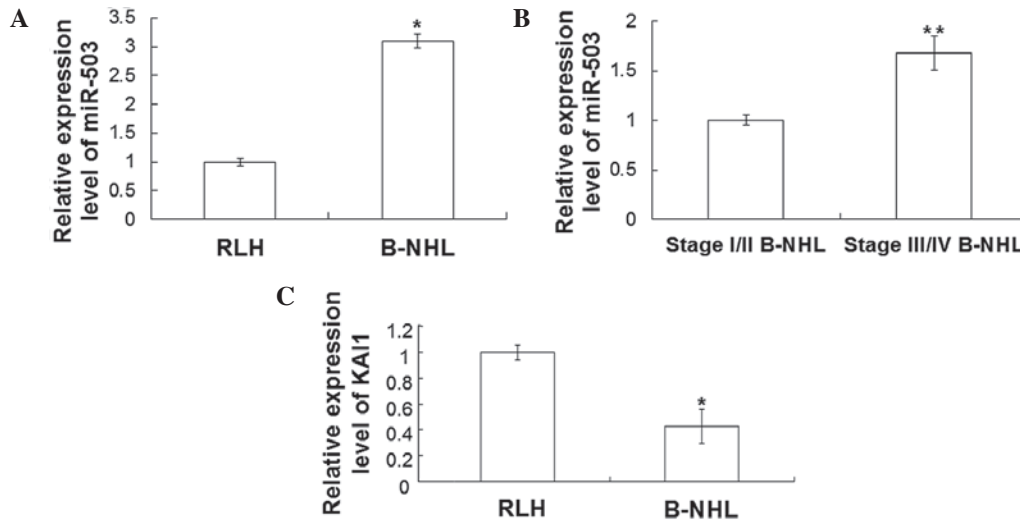 A
Relative expression
level of miR-503
3.5
3
2.5
2
1.5
1
0.5
0
*
RLH
B-NHL
B
Relative expression
level of miR-503
2
1.5
1
0.5
0
**
Stage I/II B-NHL
Stage III/IV B-NHL
C
Relative expression
level of KAI1
1.2
1
0.8
0.6
0.4
0.2
0
*
RLH
B-NHL